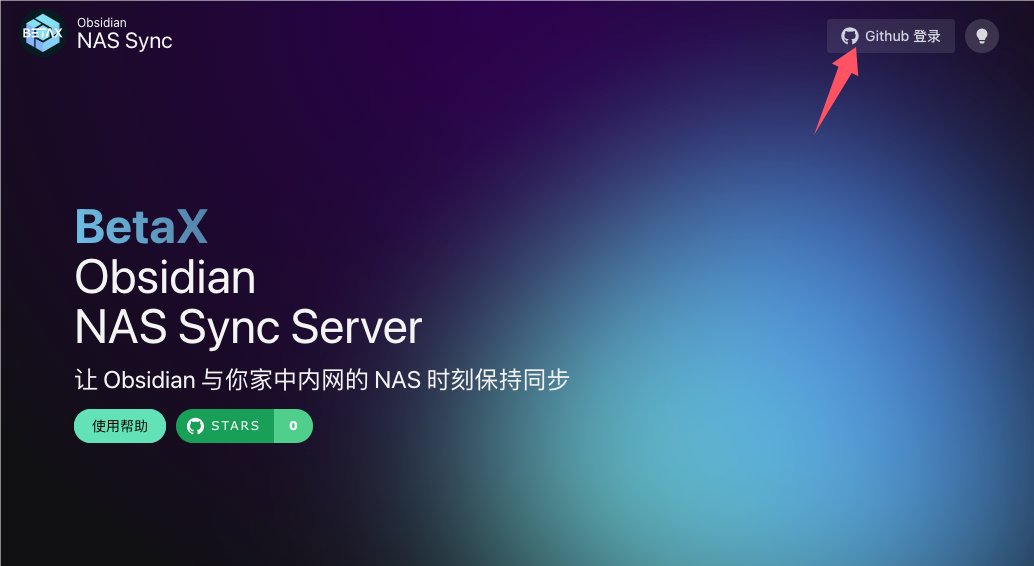 BETAX
Obsidian
NAS Sync
Github 登录
BetaX
Obsidian
NAS Sync Server
让 Obsidian 与你家中内网的 NAS 时刻保持同步
使用帮助
STARS 0